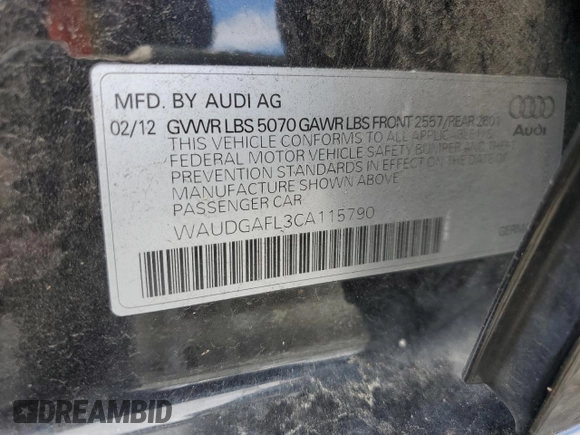 MFD. BY AUDI AG
02/12 GVWR LBS 5070 GAWR LBS FRONT 2557/REAR 2601
THIS VEHICLE CONFORMS TO ALL APPLICABLE
FEDERAL MOTOR VEHICLE SAFETY BUMPER AND THEFT
PREVENTION STANDARDS IN EFFECT ON THE DATE OF
MANUFACTURE SHOWN ABOVE
PASSENGER CAR
WAUDGAFL3CA115790
Audi
GERM
DREAMBID